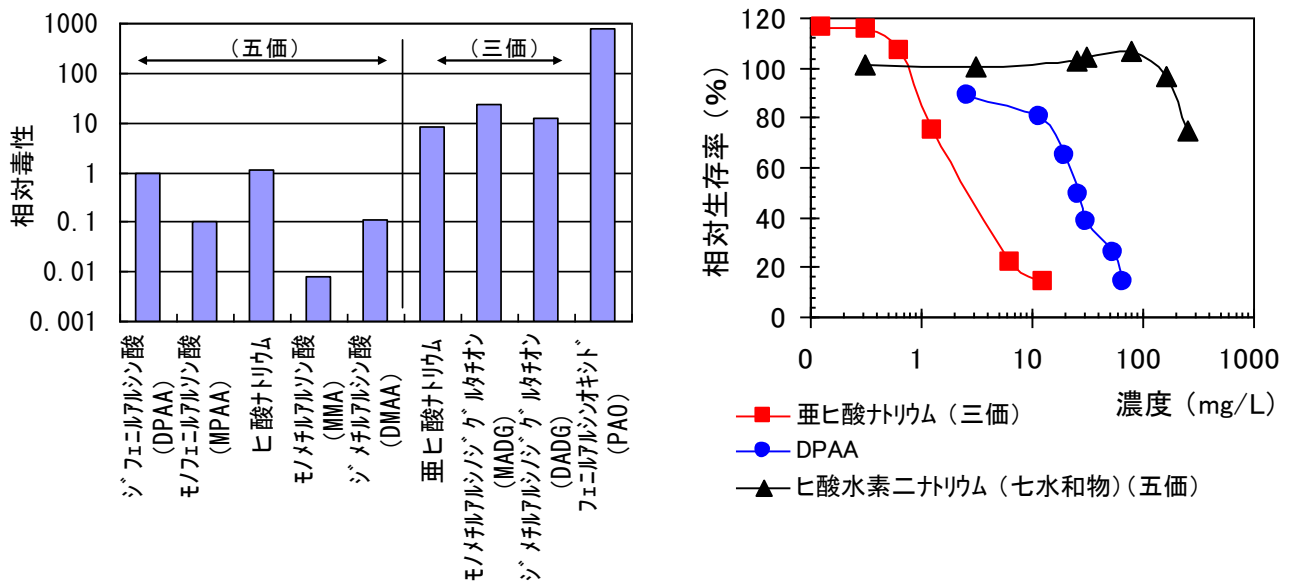 1000
100
10
1
0.1
0.01
0.001
相対毒性
（五価）
（三価）
ジフェニルアルシン酸
(DPAA)
モノフェニルアルソン酸
(MPAA)
ヒ酸ナトリウム
モノメチルアルソン酸
(MMA)
ジメチルアルシン酸
(DMAA)
亜ヒ酸ナトリウム
モノメチルアルシノジグルタチオン
(MADG)
ジメチルアルシノジグルタチオン
(DADG)
フェニルアルシンオキシド
(PAO)
120
100
80
60
40
20
0
相対生存率（%）
0 1 10 100 1000
濃度（mg/L）
亜ヒ酸ナトリウム（三価）
DPAA
ヒ酸水素二ナトリウム（七水和物）（五価）